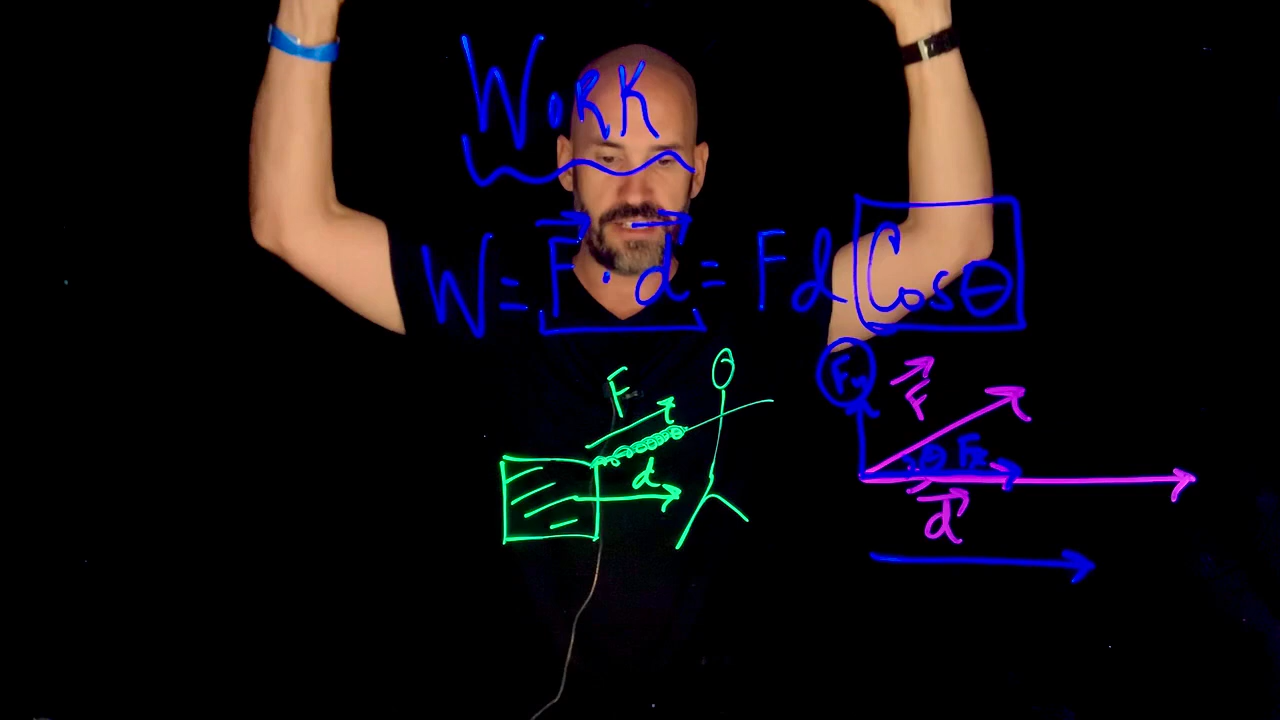 WORK
W = F · d = Fd Cosθ
F
d
F
θ
d